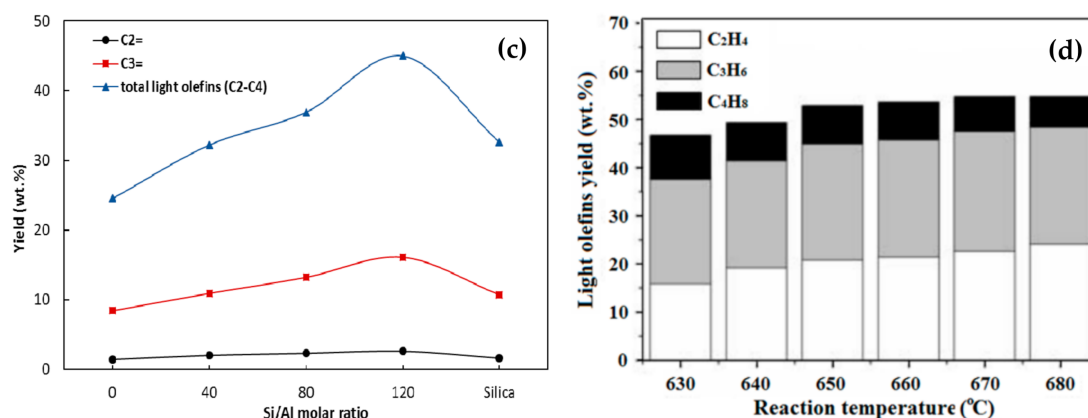 (c)
C2=
C3=
total light olefins (C2-C4)
Yield (wt.%)
50
40
30
20
10
0
0 40 80 120 Silica
Si/Al molar ratio
(d)
C₂H₄
C₃H₆
C₄H₈
Light olefins yield (wt.%)
70
60
50
40
30
20
10
0
630 640 650 660 670 680
Reaction temperature (°C)